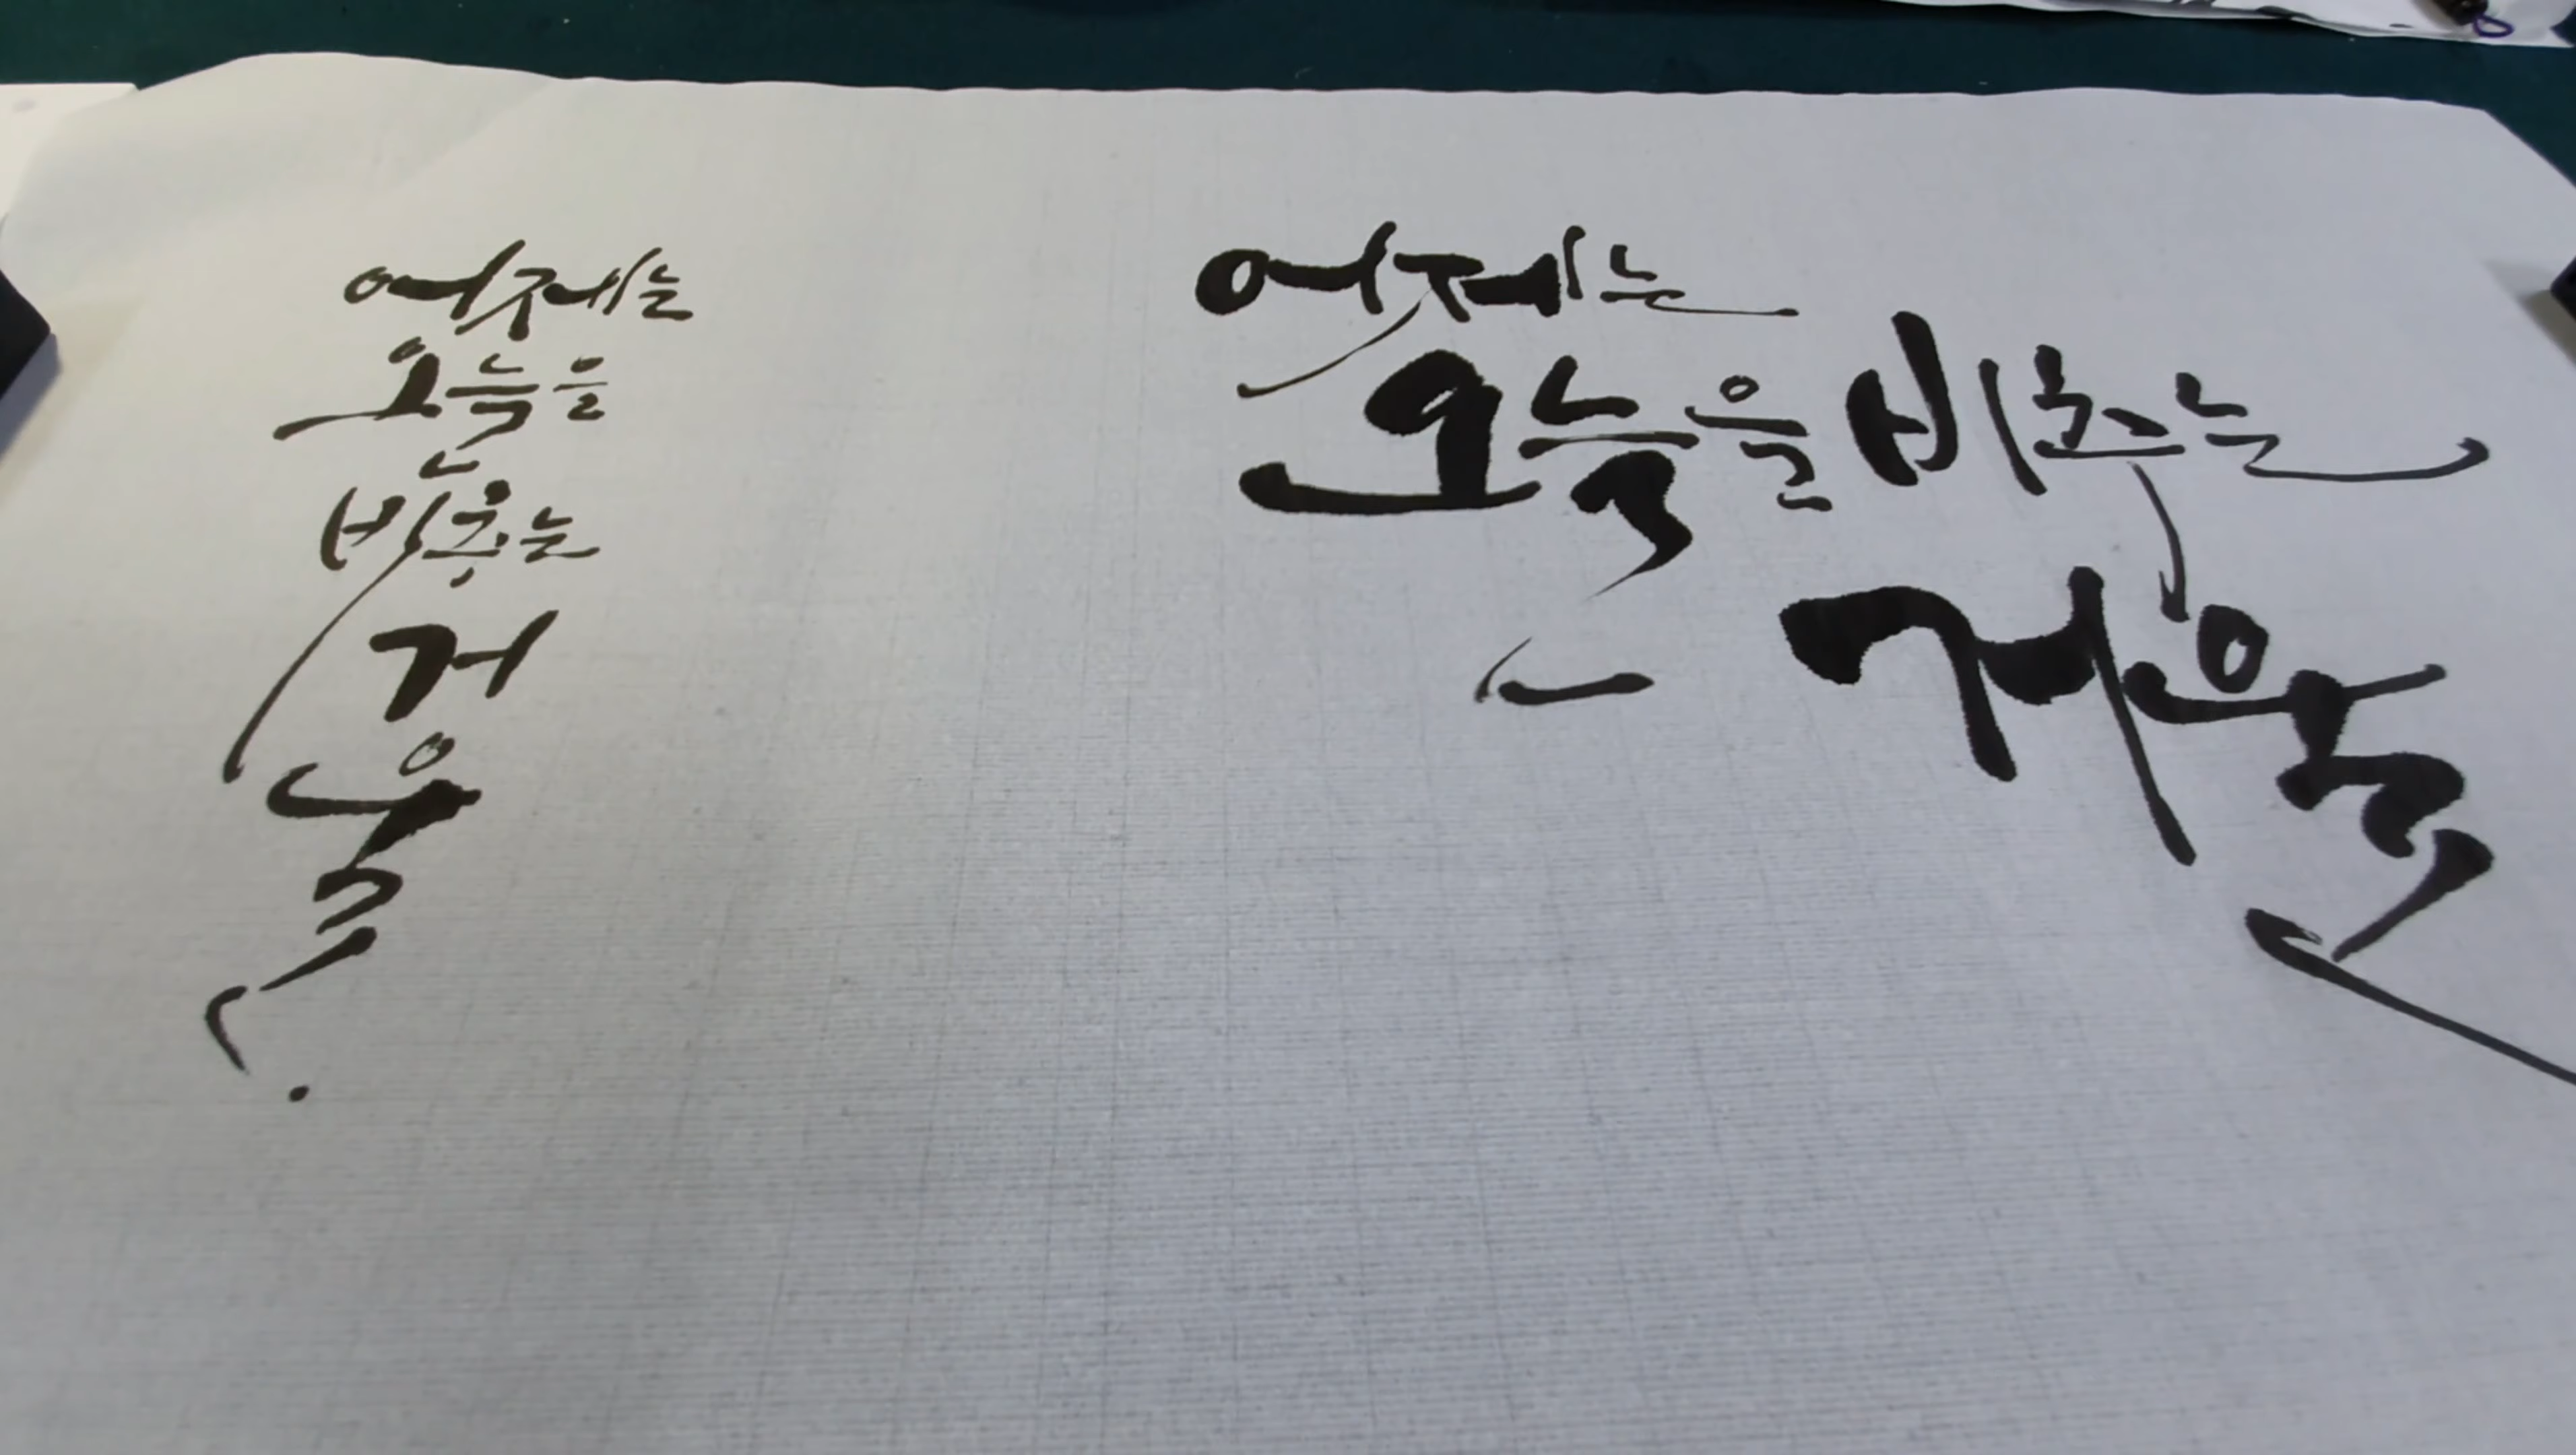 어제는
오늘을
비추는
거
울
어제는
오늘을 비추는
거울